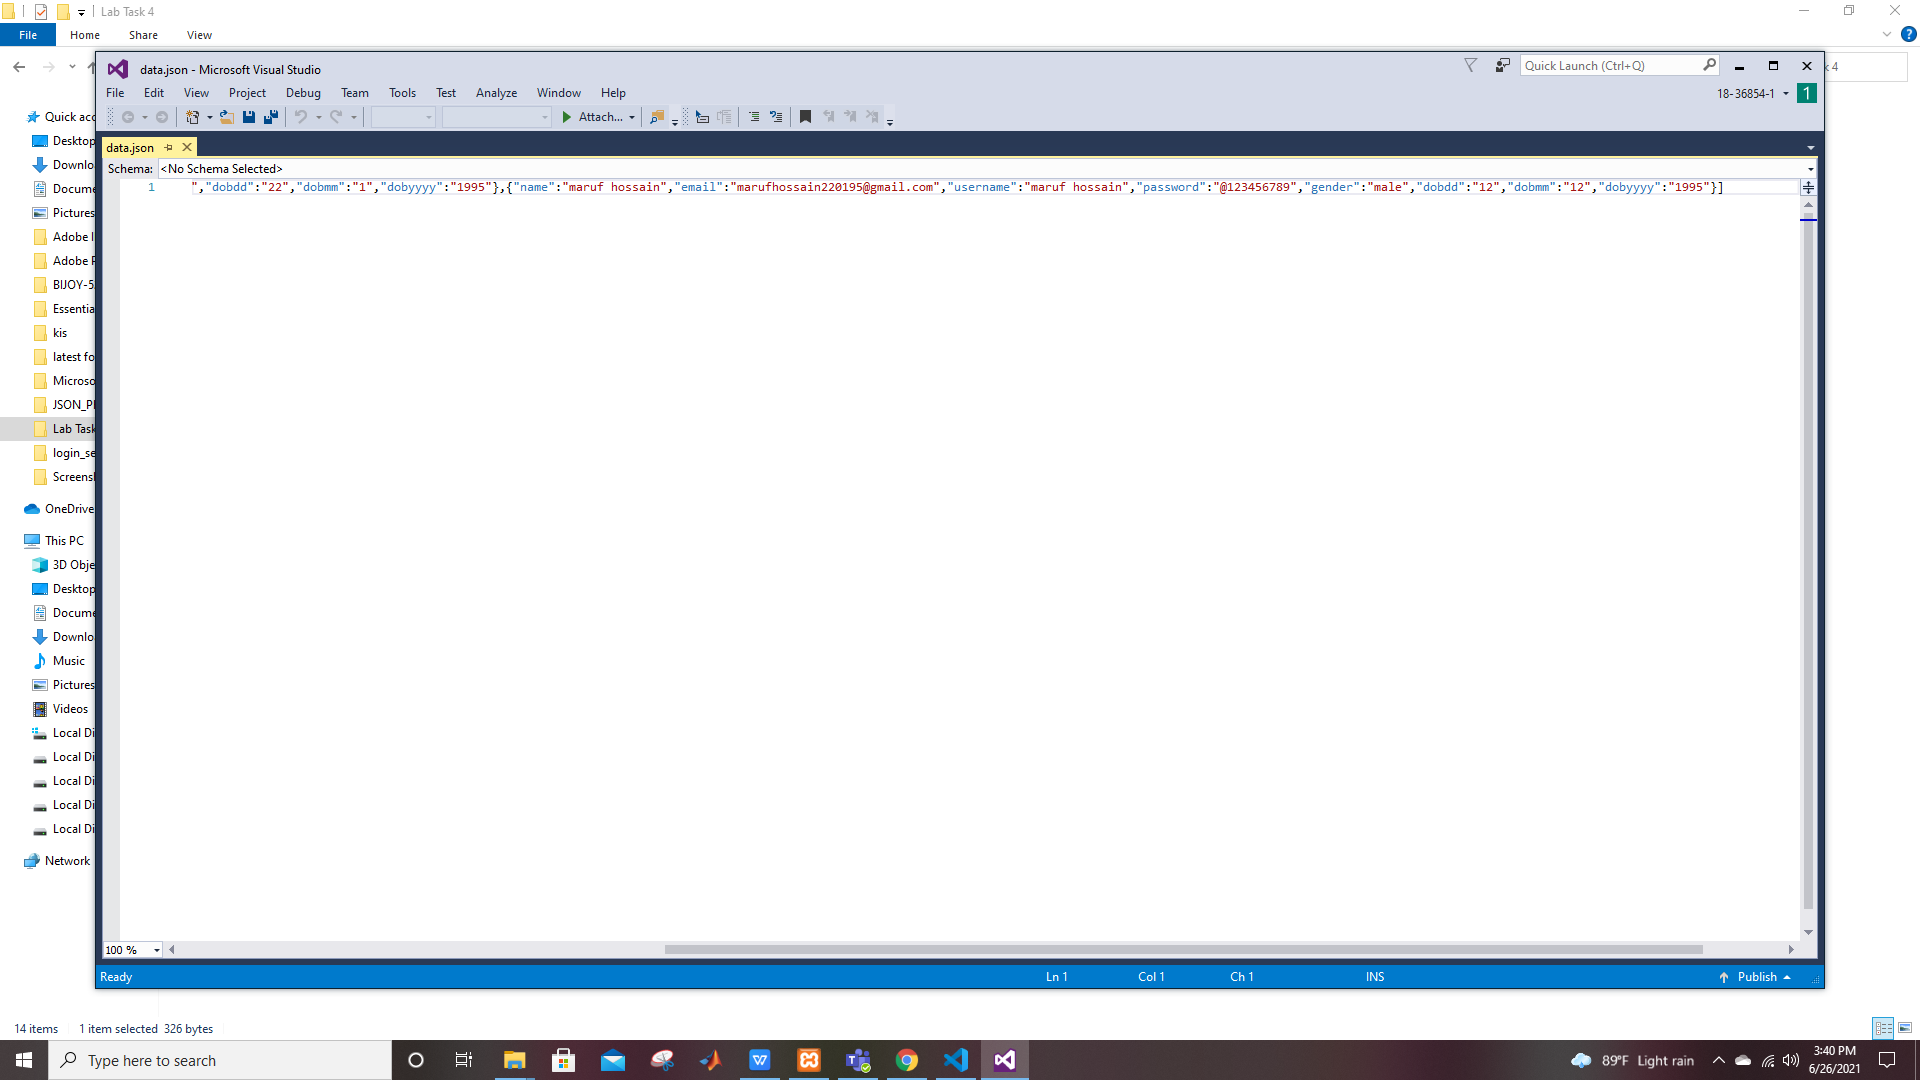 Lab Task 4
File Home Share View
data.json - Microsoft Visual Studio
Quick Launch (Ctrl+Q)
4
File Edit View Project Debug Team Tools Test Analyze Window Help
18-36854-1
1
Attach...
data.json
Schema: <No Schema Selected>
1 ","dobdd":"22","dobmm":"1","dobyyyy":"1995"},{"name":"maruf hossain","email":"marufhossain220195@gmail.com","username":"maruf hossain","password":"@123456789","gender":"male","dobdd":"12","dobmm":"12","dobyyyy":"1995"}]
Quick acc
Desktop
Downlo
Docume
Pictures
Adobe I
Adobe P
BIJOY-5
Essentia
kis
latest fo
Microso
JSON_P
Lab Task
login_se
Screensh
OneDrive
This PC
3D Obje
Desktop
Docume
Downlo
Music
Pictures
Videos
Local Di
Local Di
Local Di
Local Di
Local Di
Network
100 %
Ready Ln 1 Col 1 Ch 1 INS Publish
14 items 1 item selected 326 bytes
Type here to search
89°F Light rain
3:40 PM
6/26/2021